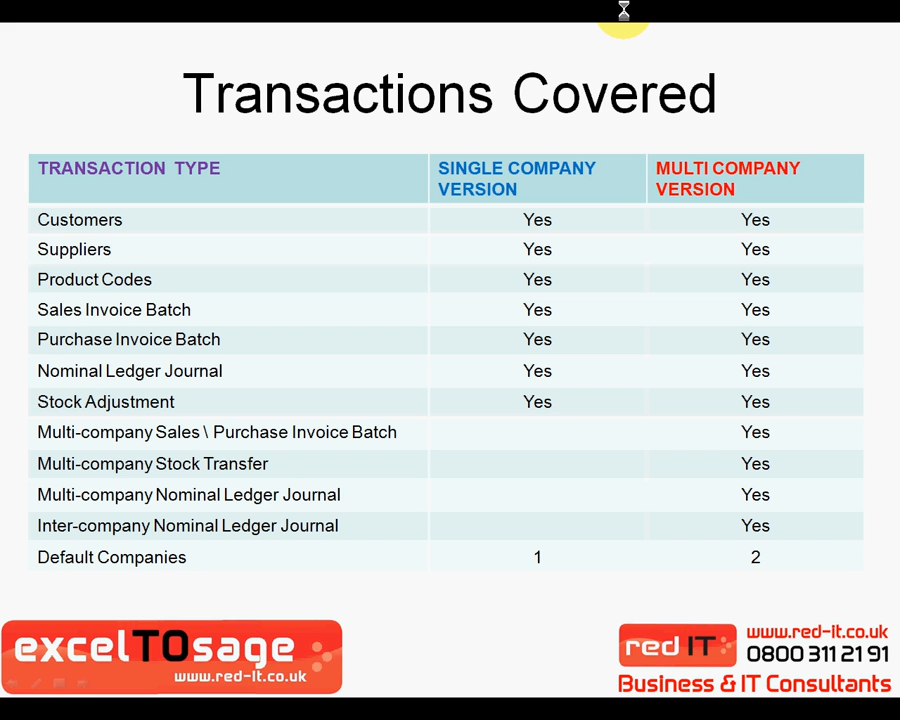 Transactions Covered
TRANSACTION TYPE SINGLE COMPANY VERSION MULTI COMPANY VERSION
Customers Yes Yes
Suppliers Yes Yes
Product Codes Yes Yes
Sales Invoice Batch Yes Yes
Purchase Invoice Batch Yes Yes
Nominal Ledger Journal Yes Yes
Stock Adjustment Yes Yes
Multi-company Sales \ Purchase Invoice Batch Yes
Multi-company Stock Transfer Yes
Multi-company Nominal Ledger Journal Yes
Inter-company Nominal Ledger Journal Yes
Default Companies 1 2
excelTOsage
www.red-it.co.uk
red IT
www.red-it.co.uk
0800 311 21 91
Business & IT Consultants